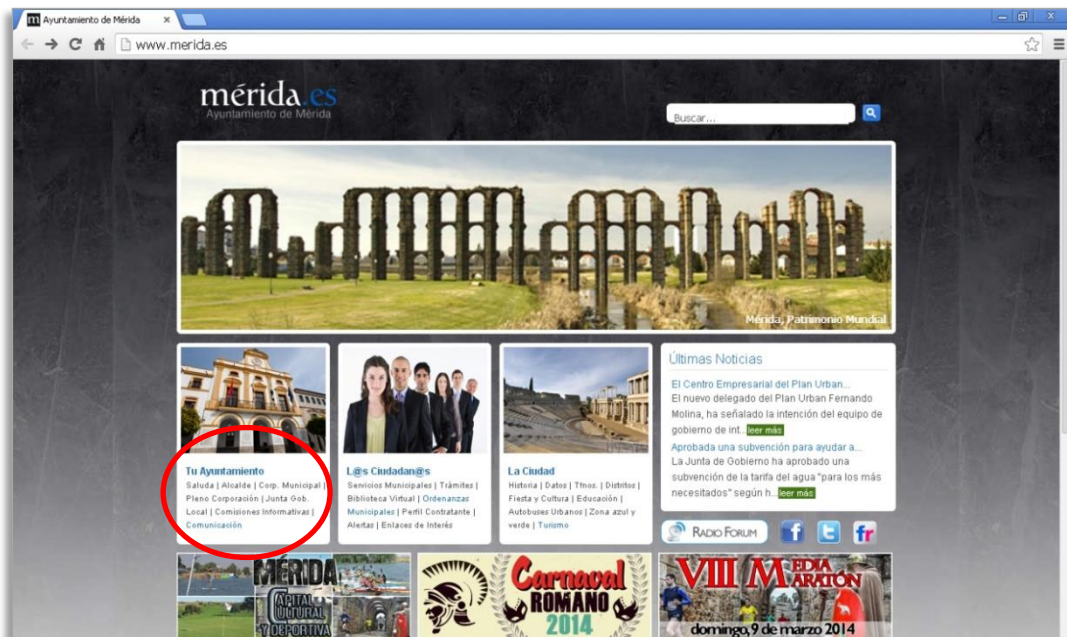 Ayuntamiento de Mérida
www.merida.es
mérida.es
Ayuntamiento de Mérida
Buscar...
Mérida, Patrimonio Mundial
Tu Ayuntamiento
Saluda | Alcalde | Corp. Municipal |
Pleno Corporación | Junta Gob.
Local | Comisiones Informativas |
Comunicación
L@s Ciudadan@s
Servicios Municipales | Trámites |
Biblioteca Virtual | Ordenanzas
Municipales | Perfil Contratante |
Alertas | Enlaces de Interés
La Ciudad
Historia | Datos | Tfnos. | Distritos |
Fiesta y Cultura | Educación |
Autobuses Urbanos | Zona azul y
verde | Turismo
Últimas Noticias
El Centro Empresarial del Plan Urban...
El nuevo delegado del Plan Urban Fernando
Molina, ha señalado la intención del equipo de
gobierno de int... leer más
Aprobada una subvención para ayudar a...
La Junta de Gobierno ha aprobado una
subvención de la tarifa del agua "para los más
necesitados" según h... leer más
RADIO FORUM
f t fr
MÉRIDA
CAPITAL
CULTURAL
Y DEPORTIVA
Carnaval
ROMANO
2014
VIII MEDIA
MARATÓN
domingo, 9 de marzo 2014